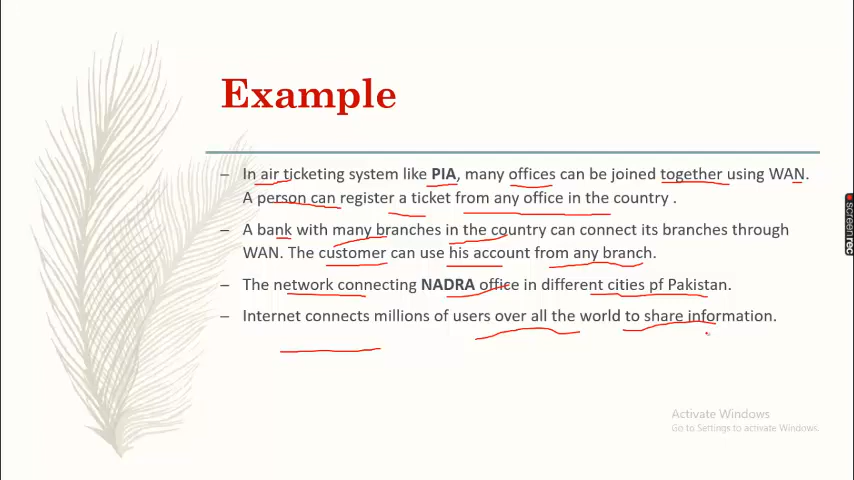 Example
– In air ticketing system like PIA, many offices can be joined together using WAN.
A person can register a ticket from any office in the country .
– A bank with many branches in the country can connect its branches through
WAN. The customer can use his account from any branch.
– The network connecting NADRA office in different cities pf Pakistan.
– Internet connects millions of users over all the world to share information.
Activate Windows
Go to Settings to activate Windows.
screenrec